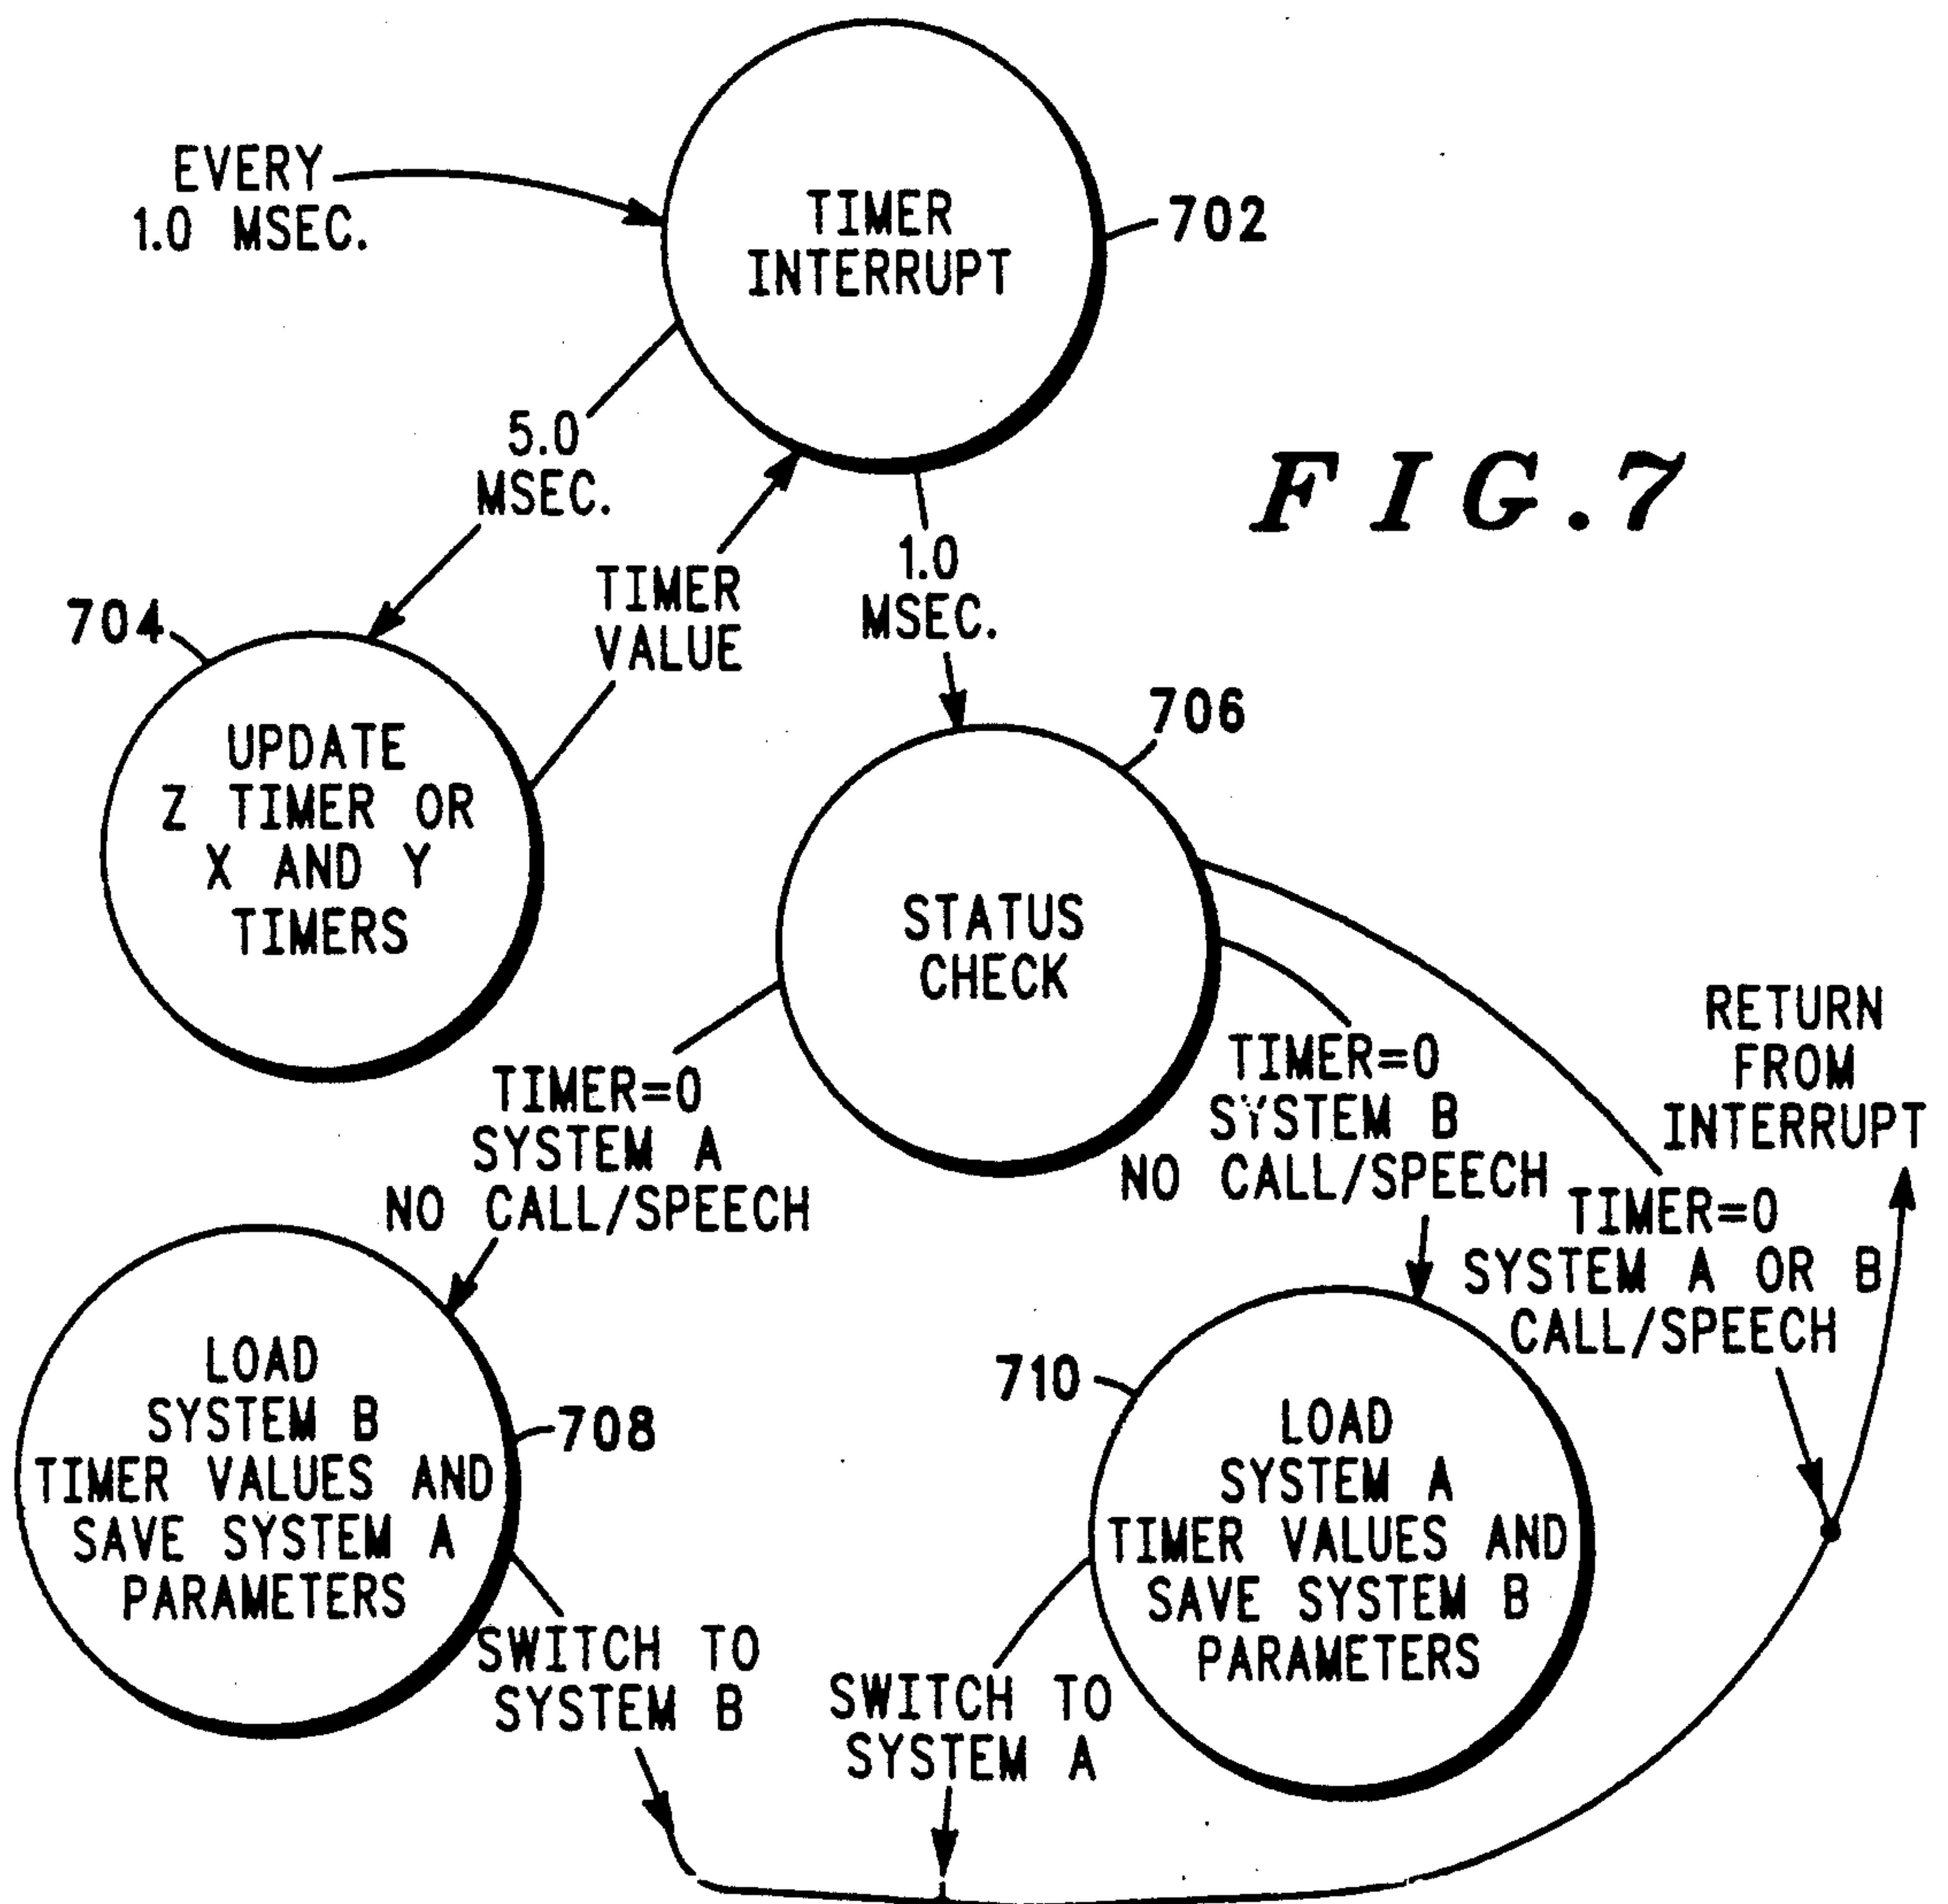 EVERY
1.0 MSEC.
TIMER
INTERRUPT
702
5.0
MSEC.
FIG.7
TIMER
VALUE
1.0
MSEC.
704
UPDATE
Z TIMER OR
X AND Y
TIMERS
706
STATUS
CHECK
RETURN
FROM
INTERRUPT
TIMER=0
SYSTEM A
NO CALL/SPEECH
TIMER=0
SYSTEM B
NO CALL/SPEECH
TIMER=0
SYSTEM A OR B
CALL/SPEECH
LOAD
SYSTEM B
TIMER VALUES AND
SAVE SYSTEM A
PARAMETERS
708
710
LOAD
SYSTEM A
TIMER VALUES AND
SAVE SYSTEM B
PARAMETERS
SWITCH TO
SYSTEM B
SWITCH TO
SYSTEM A